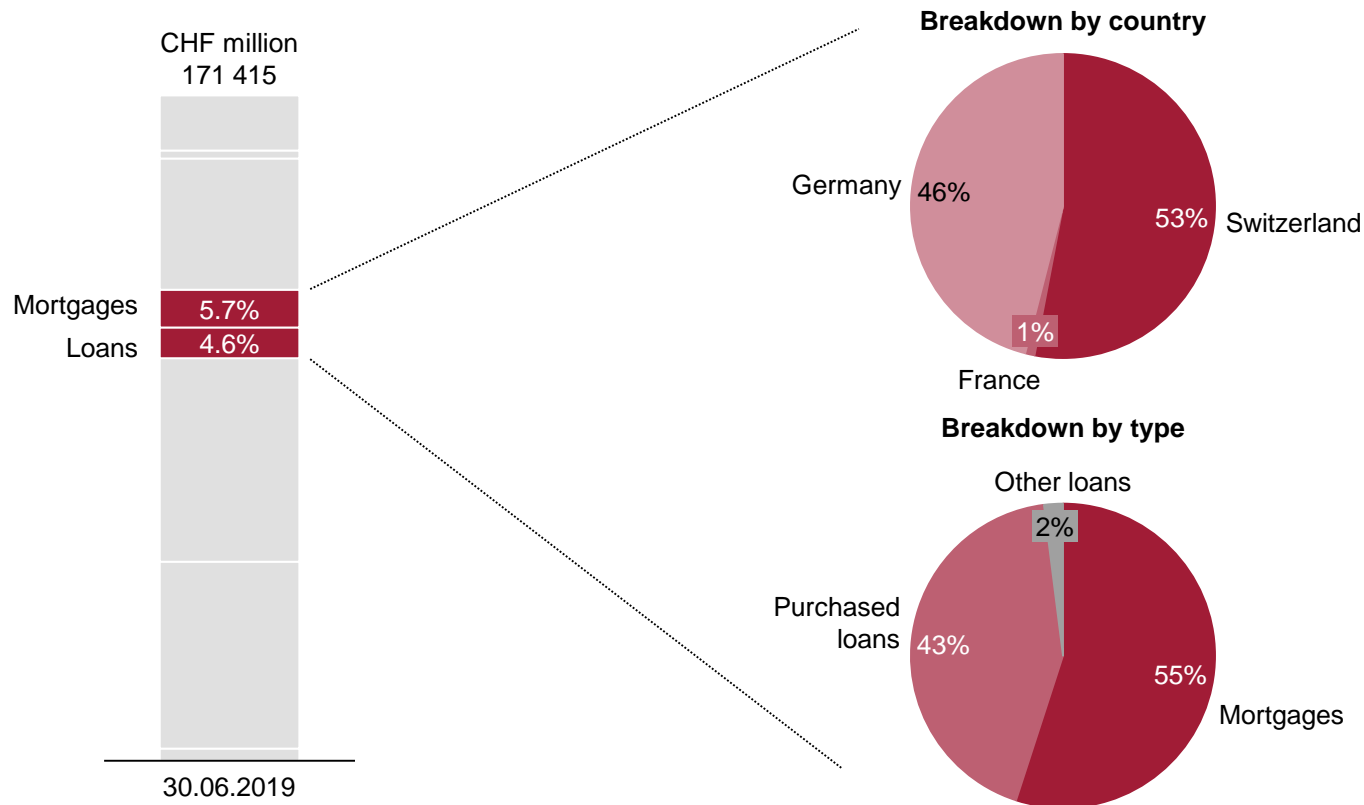 CHF million
171 415
Mortgages
5.7%
Loans
4.6%
30.06.2019
Breakdown by country
Germany
46%
53%
Switzerland
1%
France
Breakdown by type
Other loans
2%
Purchased
loans
43%
55%
Mortgages